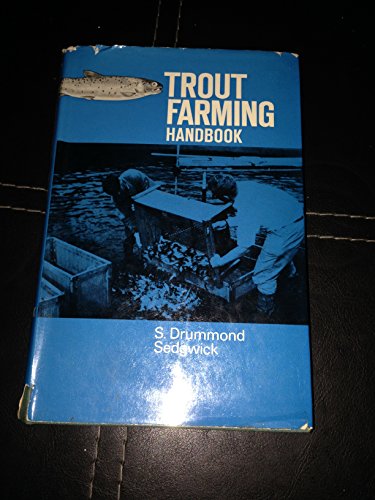 TROUT
FARMING
HANDBOOK
S. Drummond
Sedgwick